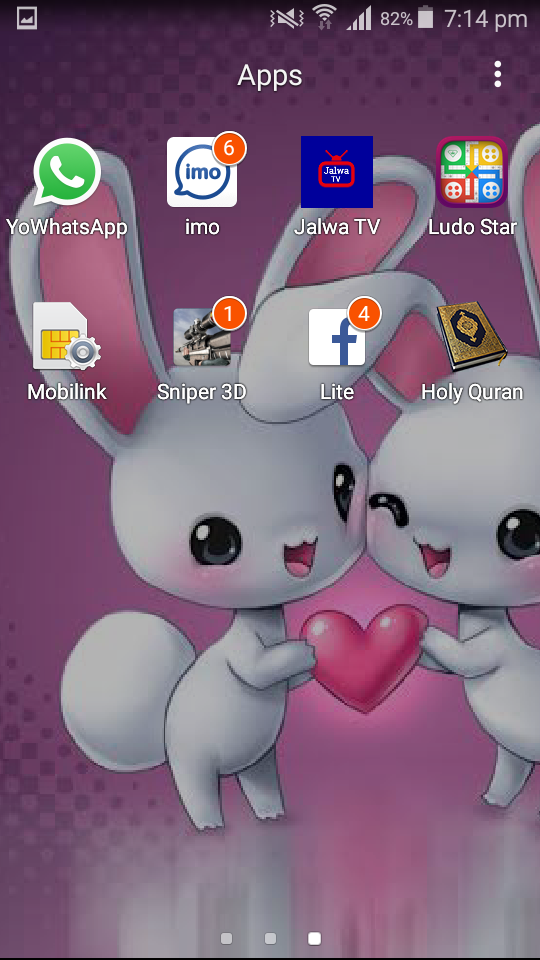 82% 7:14 pm
Apps
6
imo
Jalwa
TV
YoWhatsApp imo Jalwa TV Ludo Star
1 4
Mobilink Sniper 3D Lite Holy Quran